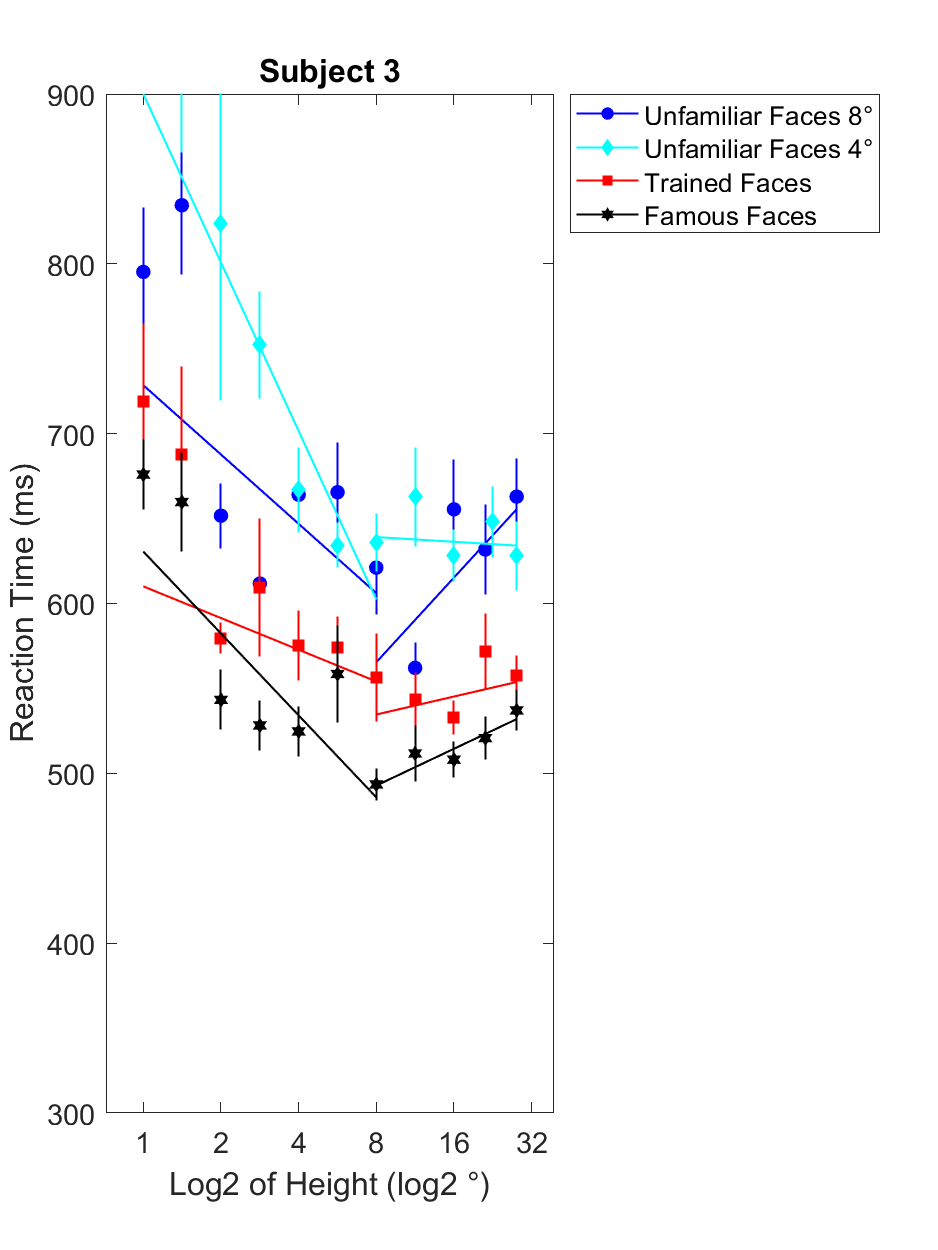 Subject 3
900
800
700
600
500
400
300
Reaction Time (ms)
1 2 4 8 16 32
Log2 of Height (log2 °)
Unfamiliar Faces 8°
Unfamiliar Faces 4°
Trained Faces
Famous Faces